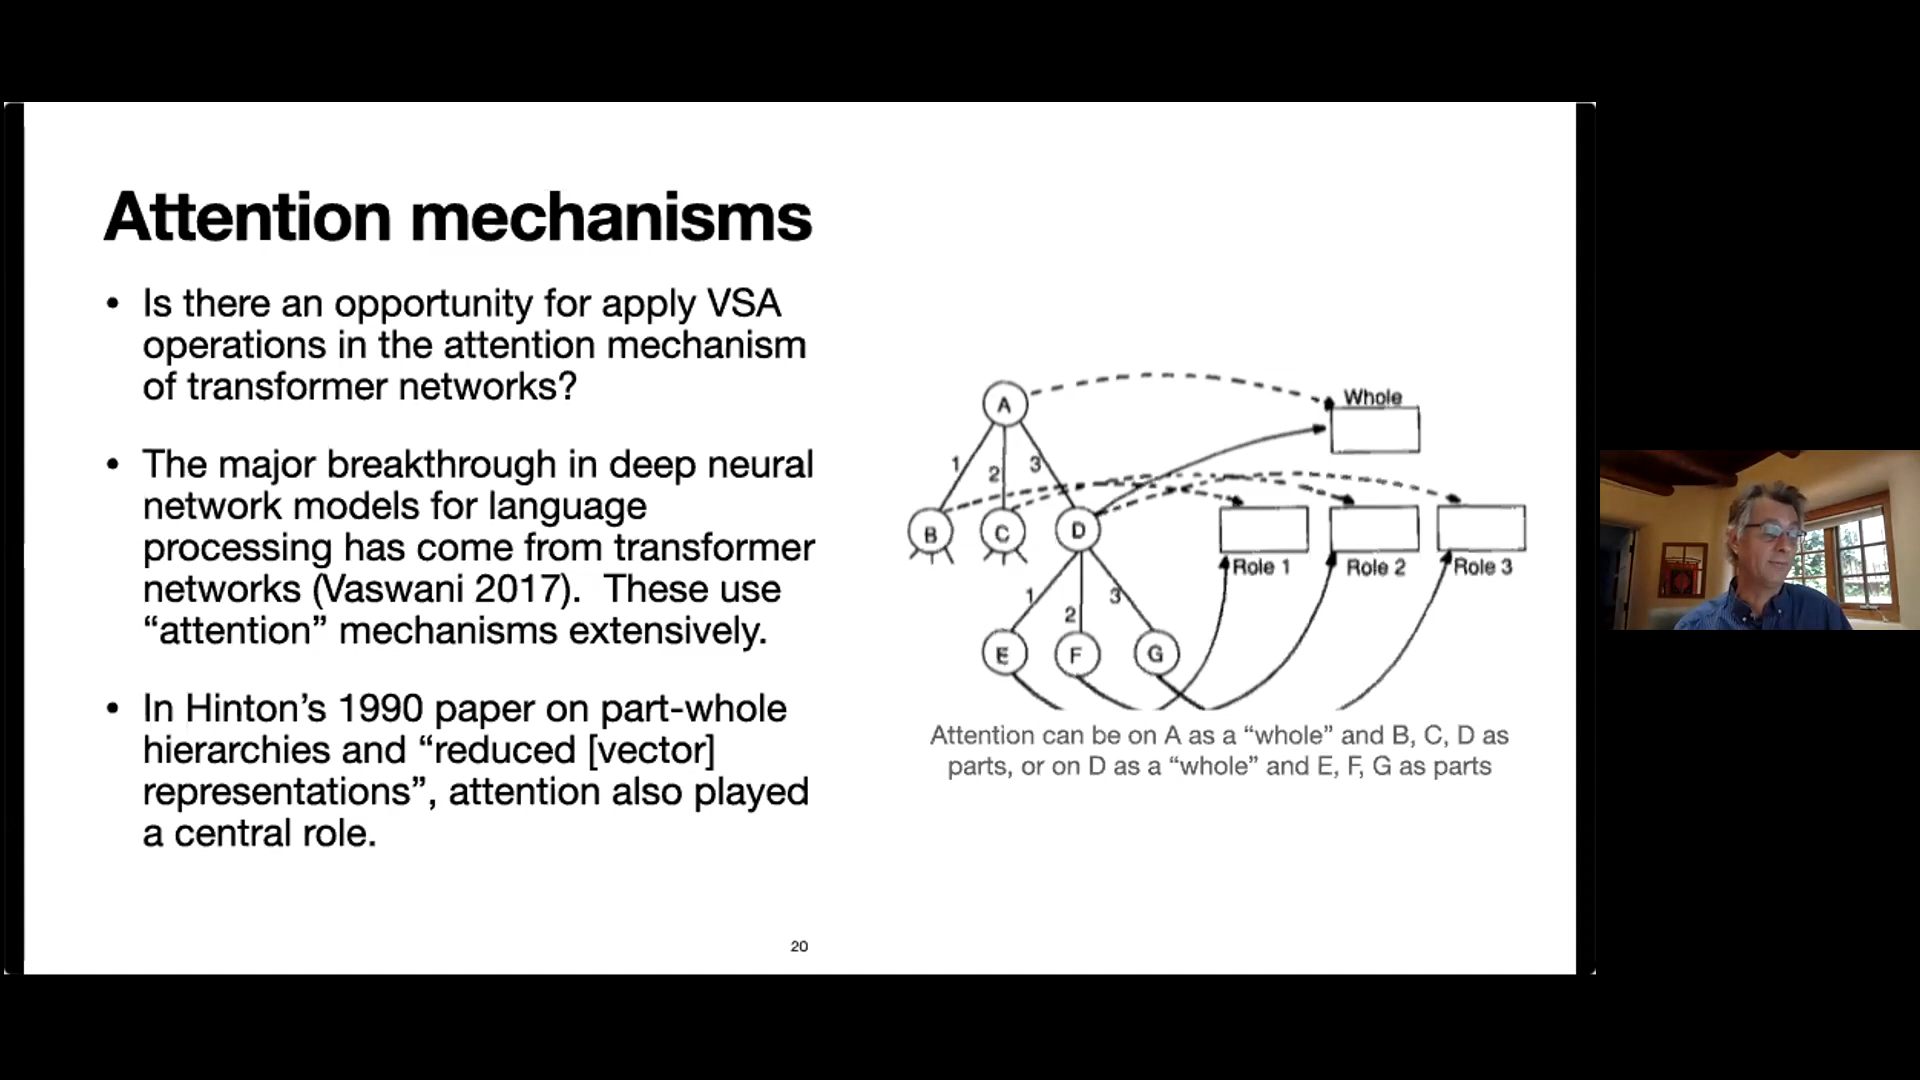 Attention mechanisms
• Is there an opportunity for apply VSA
operations in the attention mechanism
of transformer networks?
• The major breakthrough in deep neural
network models for language
processing has come from transformer
networks (Vaswani 2017).  These use
“attention” mechanisms extensively.
• In Hinton’s 1990 paper on part-whole
hierarchies and “reduced [vector]
representations”, attention also played
a central role.
A
Whole
1
2
3
B
C
D
Role 1
Role 2
Role 3
1
2
3
E
F
G
Attention can be on A as a “whole” and B, C, D as
parts, or on D as a “whole” and E, F, G as parts
20